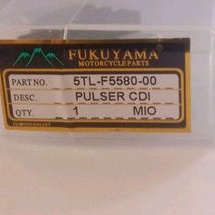 FUKUYAMA
MOTORCYCLE PARTS
PART NO. 5TL-F5580-00
DESC. PULSER CDI
QTY. 1 MIO